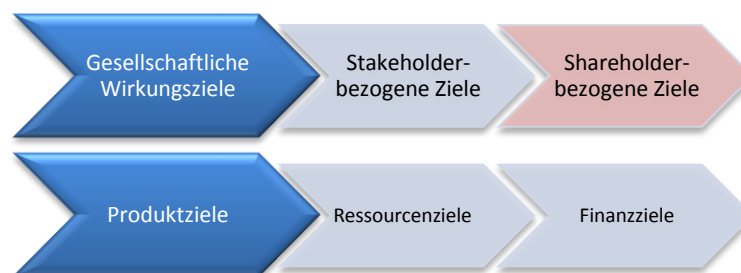 Gesellschaftliche
Wirkungsziele
Stakeholder-
bezogene Ziele
Shareholder-
bezogene Ziele
Produktziele
Ressourcenziele
Finanzziele